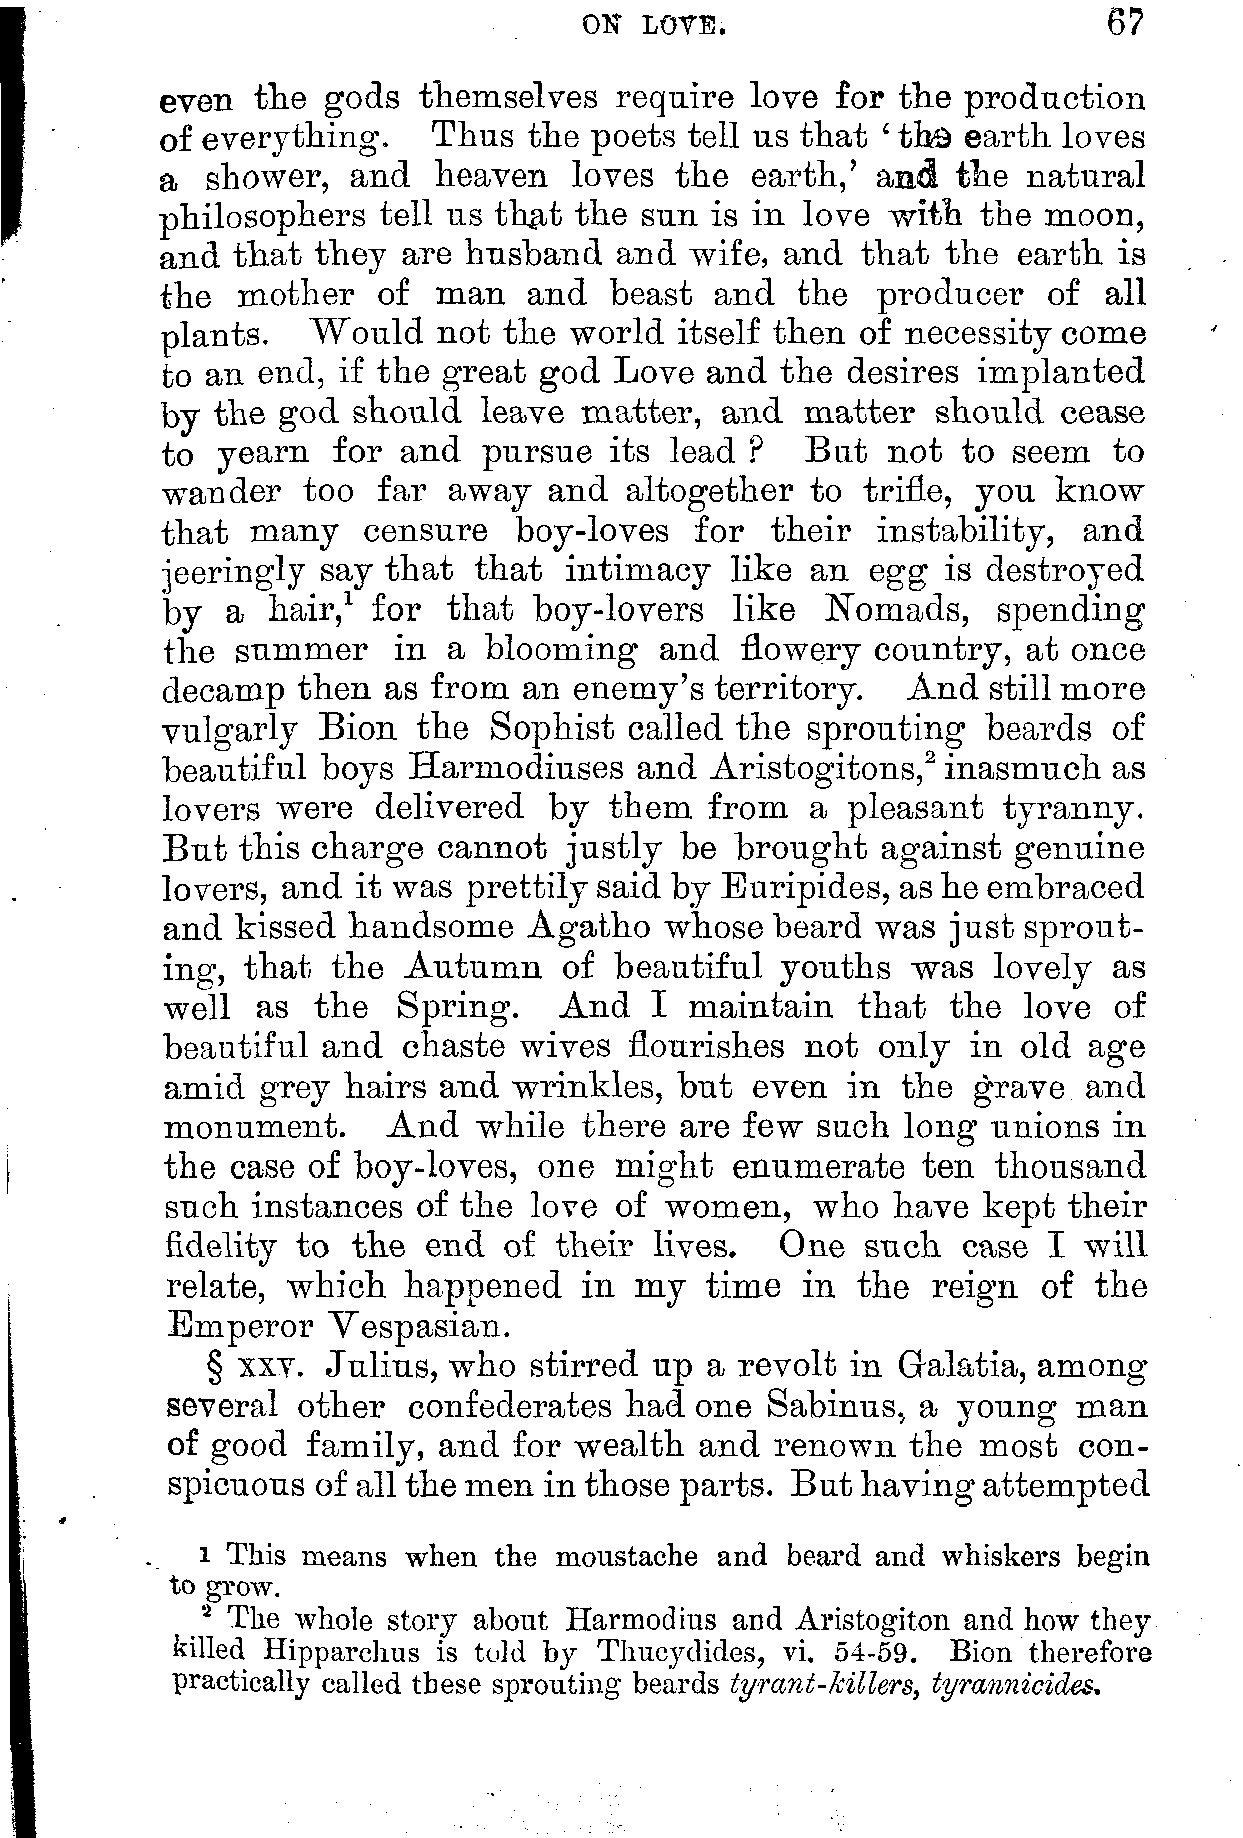 ON LOVE. 67
even the gods themselves require love for the production
of everything. Thus the poets tell us that ‘the earth loves
a shower, and heaven loves the earth,’ and the natural
philosophers tell us that the sun is in love with the moon,
and that they are husband and wife, and that the earth is
the mother of man and beast and the producer of all
plants. Would not the world itself then of necessity come
to an end, if the great god Love and the desires implanted
by the god should leave matter, and matter should cease
to yearn for and pursue its lead? But not to seem to
wander too far away and altogether to trifle, you know
that many censure boy-loves for their instability, and
jeeringly say that that intimacy like an egg is destroyed
by a hair,¹ for that boy-lovers like Nomads, spending
the summer in a blooming and flowery country, at once
decamp then as from an enemy’s territory. And still more
vulgarly Bion the Sophist called the sprouting beards of
beautiful boys Harmodiuses and Aristogitons,² inasmuch as
lovers were delivered by them from a pleasant tyranny.
But this charge cannot justly be brought against genuine
lovers, and it was prettily said by Euripides, as he embraced
and kissed handsome Agatho whose beard was just sprout-
ing, that the Autumn of beautiful youths was lovely as
well as the Spring. And I maintain that the love of
beautiful and chaste wives flourishes not only in old age
amid grey hairs and wrinkles, but even in the grave and
monument. And while there are few such long unions in
the case of boy-loves, one might enumerate ten thousand
such instances of the love of women, who have kept their
fidelity to the end of their lives. One such case I will
relate, which happened in my time in the reign of the
Emperor Vespasian.
§ XXV. Julius, who stirred up a revolt in Galatia, among
several other confederates had one Sabinus, a young man
of good family, and for wealth and renown the most con-
spicuous of all the men in those parts. But having attempted
1 This means when the moustache and beard and whiskers begin
to grow.
² The whole story about Harmodius and Aristogiton and how they
killed Hipparchus is told by Thucydides, vi. 54-59. Bion therefore
practically called these sprouting beards tyrant-killers, tyrannicides.